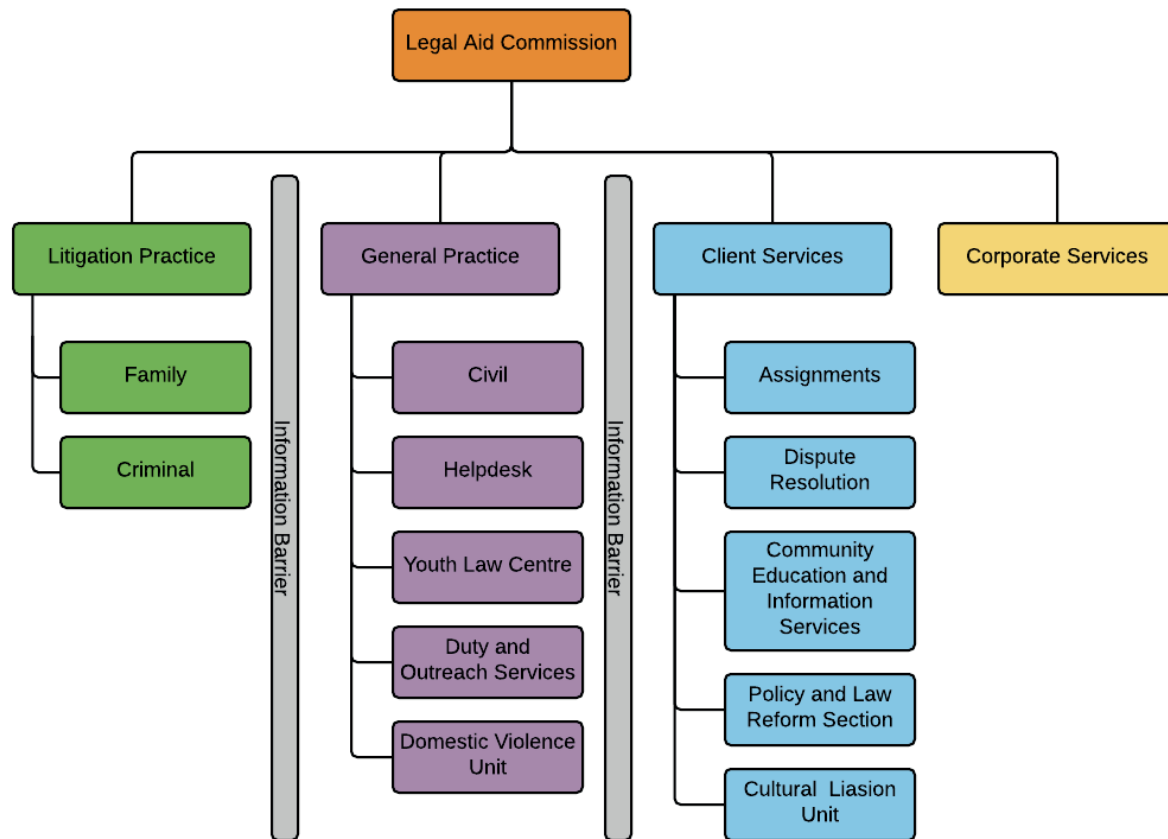 Legal Aid Commission
Litigation Practice
Family
Criminal
Information Barrier
General Practice
Civil
Helpdesk
Youth Law Centre
Duty and
Outreach Services
Domestic Violence
Unit
Information Barrier
Client Services
Assignments
Dispute
Resolution
Community
Education and
Information
Services
Policy and Law
Reform Section
Cultural  Liasion
Unit
Corporate Services